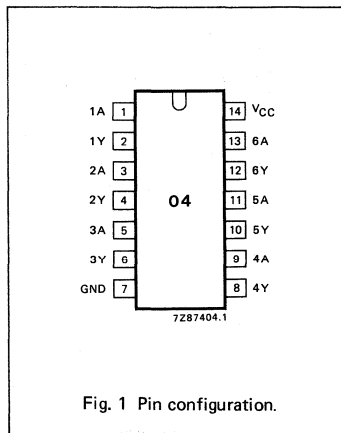 1A 1 14 VCC
1Y 2 13 6A
2A 3 12 6Y
2Y 4 04 11 5A
3A 5 10 5Y
3Y 6 9 4A
GND 7 8 4Y
7Z87404.1
Fig. 1 Pin configuration.